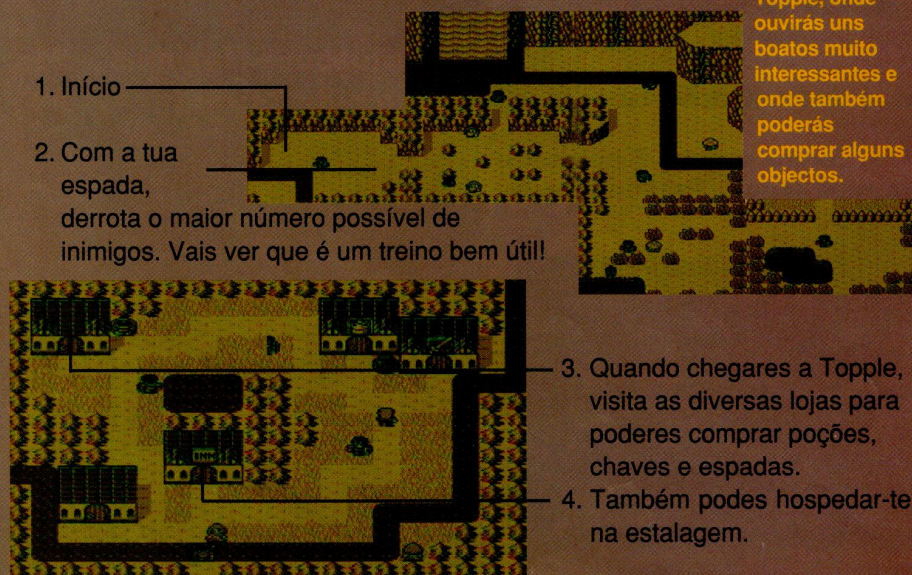 Topple, onde
ouvirás uns
boatos muito
interessantes e
onde também
poderás
comprar alguns
objectos.
1. Início
2. Com a tua
espada,
derrota o maior número possível de
inimigos. Vais ver que é um treino bem útil!
INN
3. Quando chegares a Topple,
visita as diversas lojas para
poderes comprar poções,
chaves e espadas.
4. Também podes hospedar-te
na estalagem.